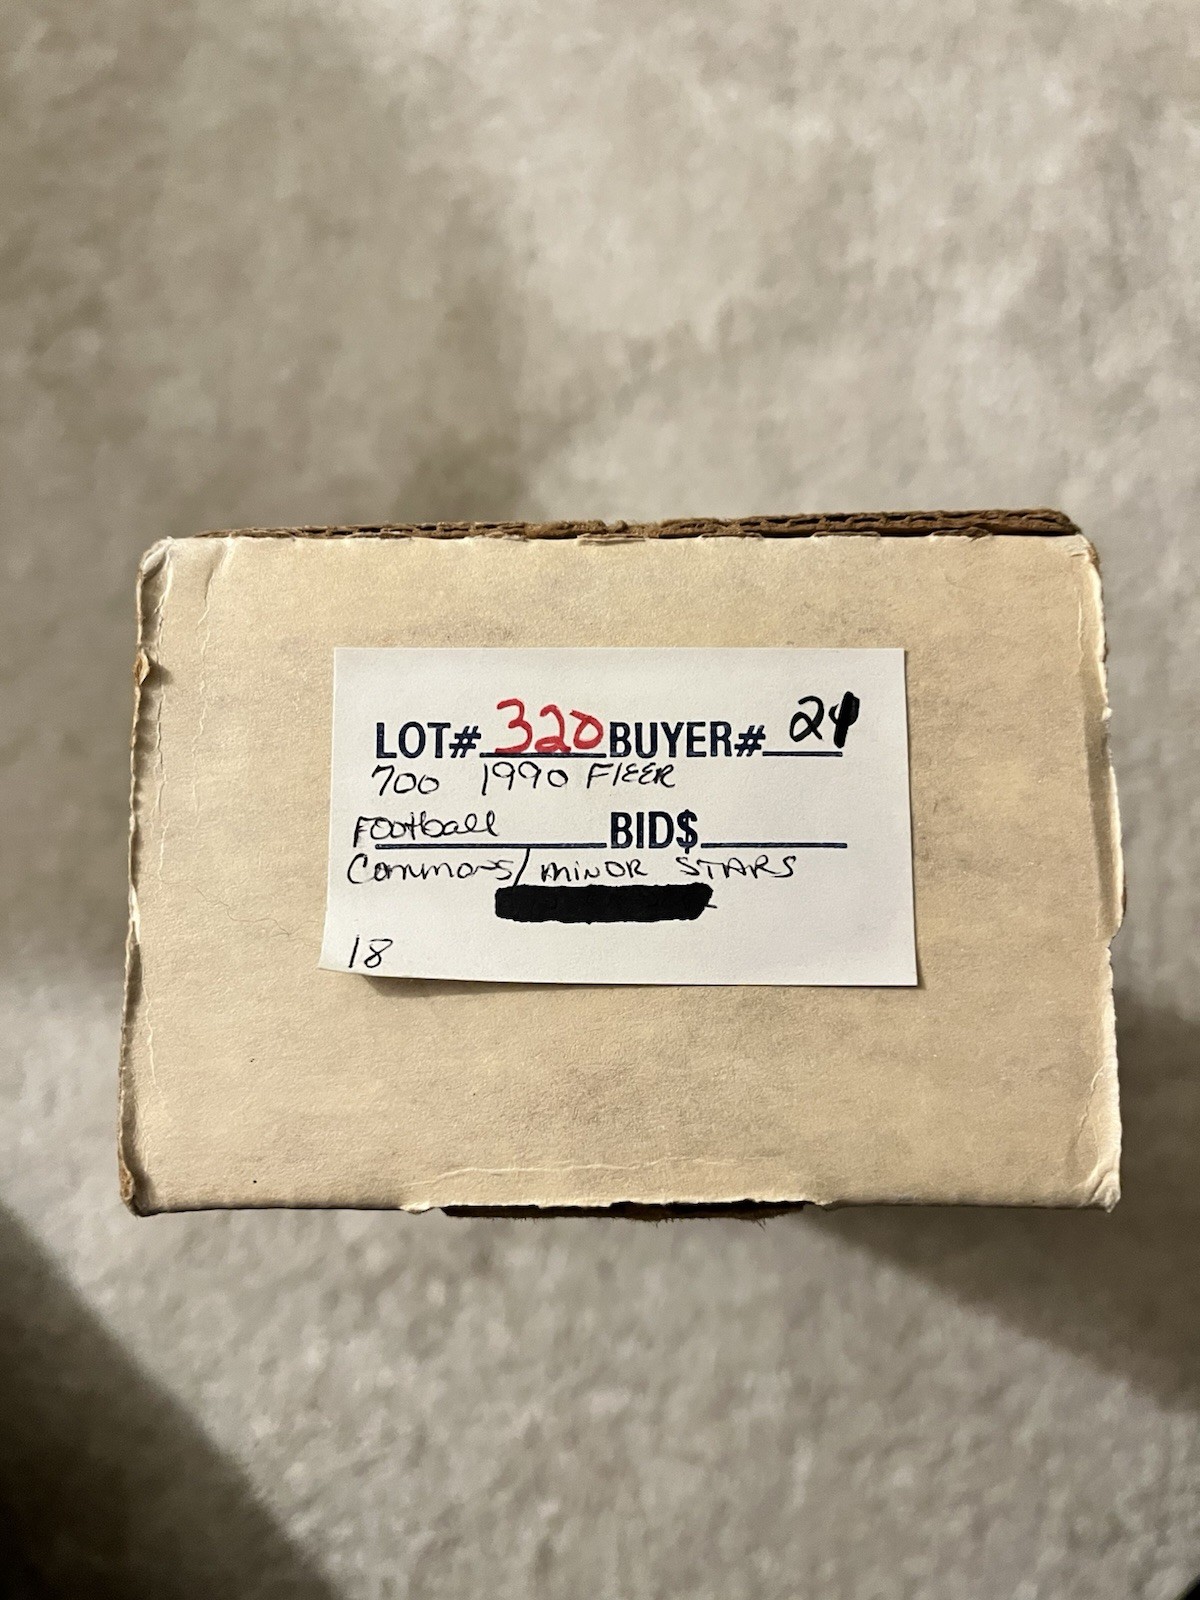 LOT# 320 BUYER# 24
700 1990 FLEER
Football BID$
Commons/minor STARS
18